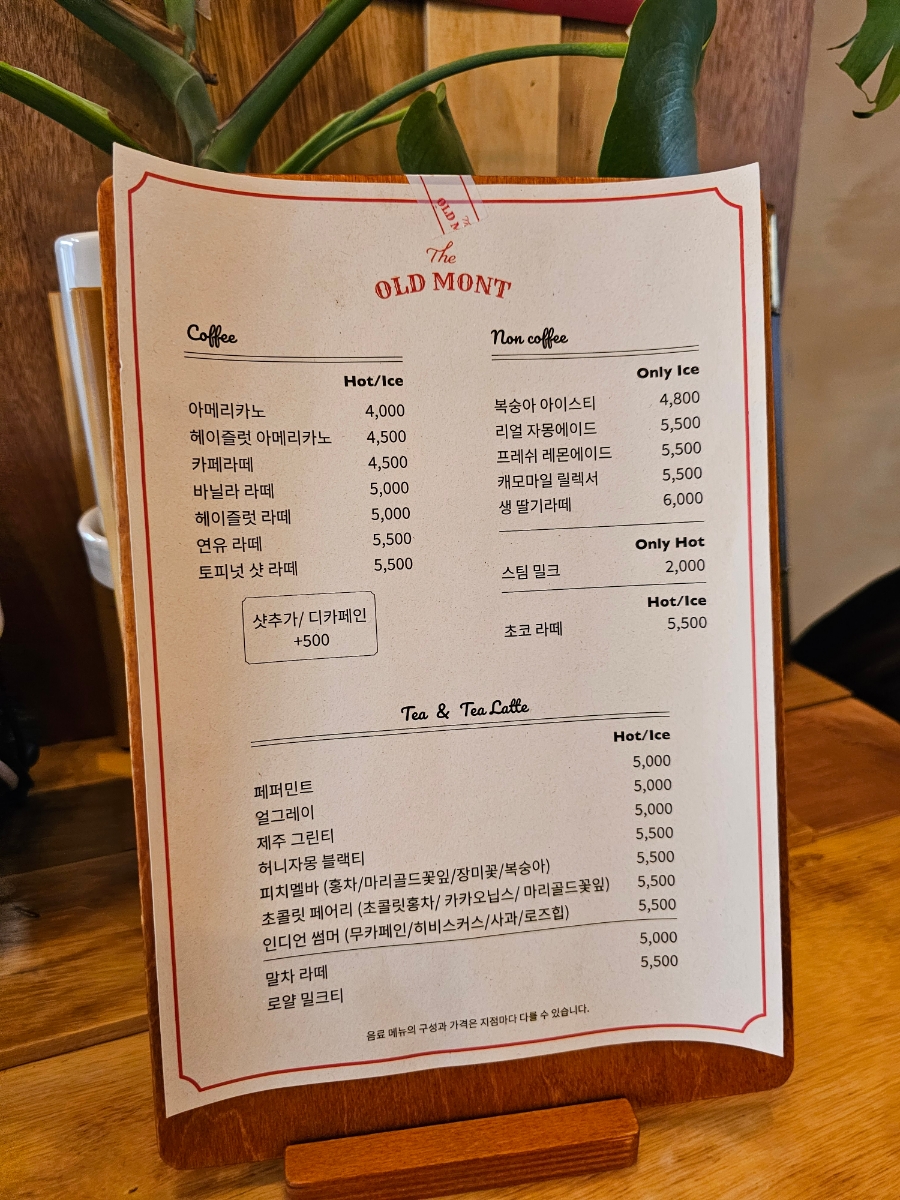 OLD M
The
OLD MONT
Coffee
Hot/Ice
아메리카노 4,000
헤이즐럿 아메리카노 4,500
카페라떼 4,500
바닐라 라떼 5,000
헤이즐럿 라떼 5,000
연유 라떼 5,500
토피넛 샷 라떼 5,500
샷추가/ 디카페인
+500
Non coffee
Only Ice
복숭아 아이스티 4,800
리얼 자몽에이드 5,500
프레쉬 레몬에이드 5,500
캐모마일 릴렉서 5,500
생 딸기라떼 6,000
Only Hot
스팀 밀크 2,000
Hot/Ice
초코 라떼 5,500
Tea & Tea Latte
Hot/Ice
페퍼민트 5,000
얼그레이 5,000
제주 그린티 5,000
허니자몽 블랙티 5,500
피치멜바 (홍차/마리골드꽃잎/장미꽃/복숭아) 5,500
초콜릿 페어리 (초콜릿홍차/ 카카오닙스/ 마리골드꽃잎) 5,500
인디언 썸머 (무카페인/히비스커스/사과/로즈힙) 5,500
말차 라떼 5,000
로얄 밀크티 5,500
음료 메뉴의 구성과 가격은 지점마다 다를 수 있습니다.